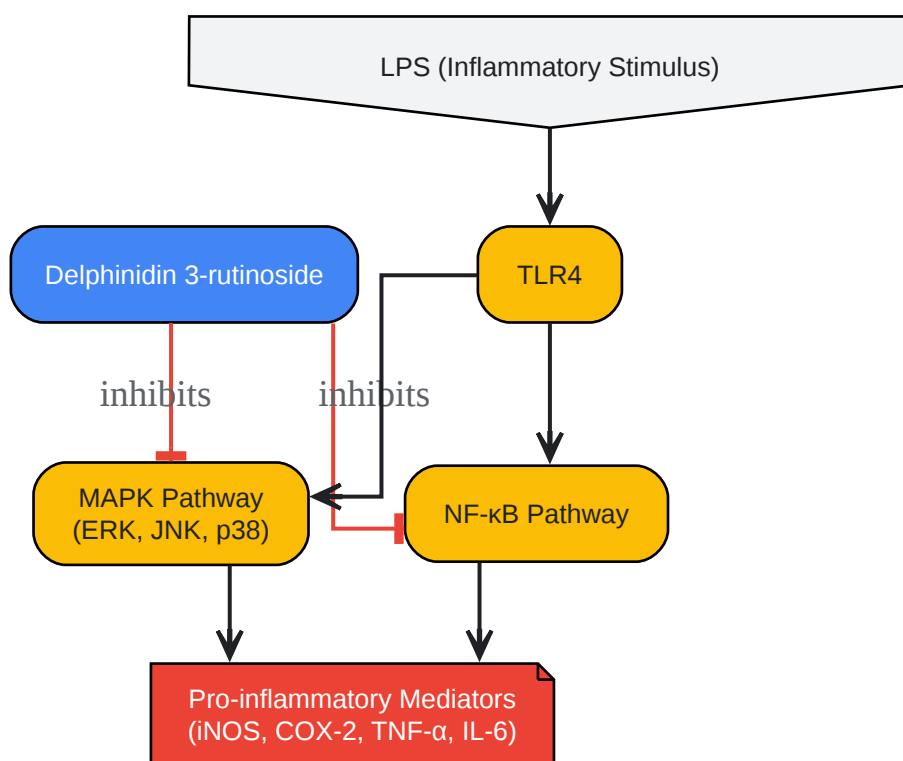 LPS (Inflammatory Stimulus)
Delphinidin 3-rutinoside
TLR4
inhibits
inhibits
MAPK Pathway
(ERK, JNK, p38)
NF-κB Pathway
Pro-inflammatory Mediators
(iNOS, COX-2, TNF-α, IL-6)